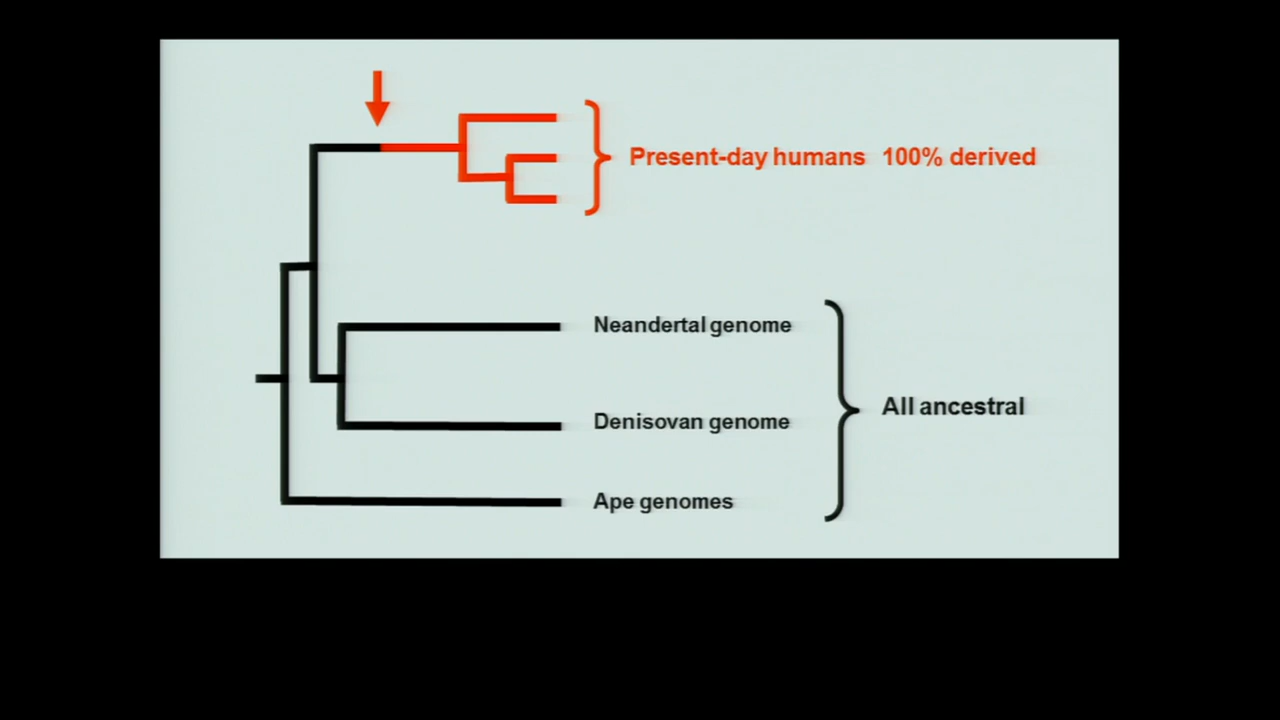 Present-day humans 100% derived
Neandertal genome
Denisovan genome
All ancestral
Ape genomes